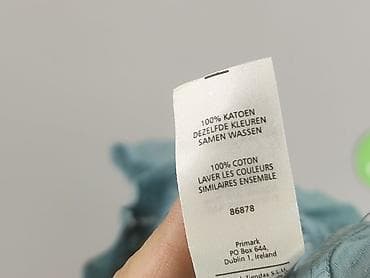 100% KATOEN
DEZELFDE KLEUREN
SAMEN WASSEN
100% COTON
LAVER LES COULEURS
SIMILAIRES ENSEMBLE
86878
Primark
PO Box 644,
Dublin 1, Ireland